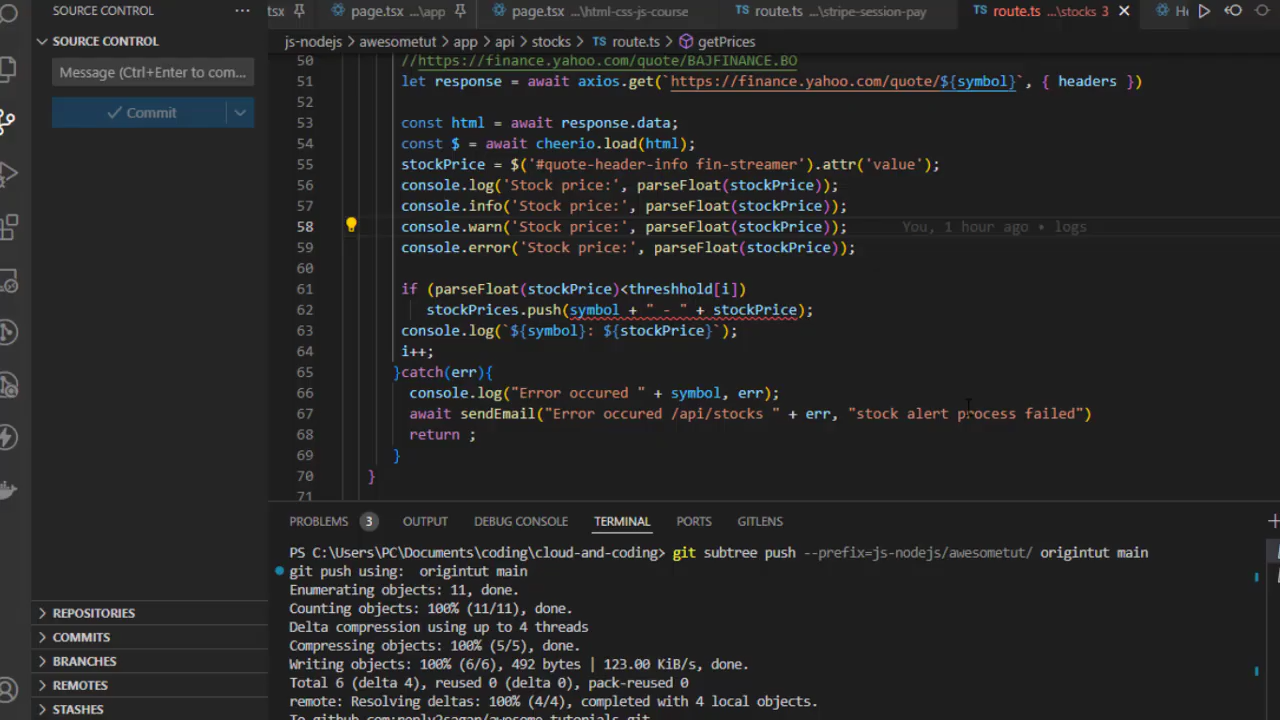 SOURCE CONTROL ···
tsx page.tsx ...\app page.tsx ...\html-css-js-course TS route.ts ...\stripe-session-pay TS route.ts ...\stocks 3
SOURCE CONTROL
js-nodejs > awesometut > app > api > stocks > TS route.ts > getPrices
Message (Ctrl+Enter to com...
Commit
50 //https://finance.yahoo.com/quote/BAJFINANCE.BO
51 let response = await axios.get(`https://finance.yahoo.com/quote/${symbol}`, { headers })
52
53 const html = await response.data;
54 const $ = await cheerio.load(html);
55 stockPrice = $('#quote-header-info fin-streamer').attr('value');
56 console.log('Stock price:', parseFloat(stockPrice));
57 console.info('Stock price:', parseFloat(stockPrice));
58 console.warn('Stock price:', parseFloat(stockPrice)); You, 1 hour ago • logs
59 console.error('Stock price:', parseFloat(stockPrice));
60
61 if (parseFloat(stockPrice)<threshhold[i])
62 stockPrices.push(symbol + " - " + stockPrice);
63 console.log(`${symbol}: ${stockPrice}`);
64 i++;
65 }catch(err){
66 console.log("Error occured " + symbol, err);
67 await sendEmail("Error occured /api/stocks " + err, "stock alert process failed")
68 return ;
69 }
70 }
71
PROBLEMS 3 OUTPUT DEBUG CONSOLE TERMINAL PORTS GITLENS
PS C:\Users\PC\Documents\coding\cloud-and-coding> git subtree push --prefix=js-nodejs/awesometut/ origintut main
git push using: origintut main
Enumerating objects: 11, done.
Counting objects: 100% (11/11), done.
Delta compression using up to 4 threads
Compressing objects: 100% (5/5), done.
Writing objects: 100% (6/6), 492 bytes | 123.00 KiB/s, done.
Total 6 (delta 4), reused 0 (delta 0), pack-reused 0
remote: Resolving deltas: 100% (4/4), completed with 4 local objects.
REPOSITORIES
COMMITS
BRANCHES
REMOTES
STASHES